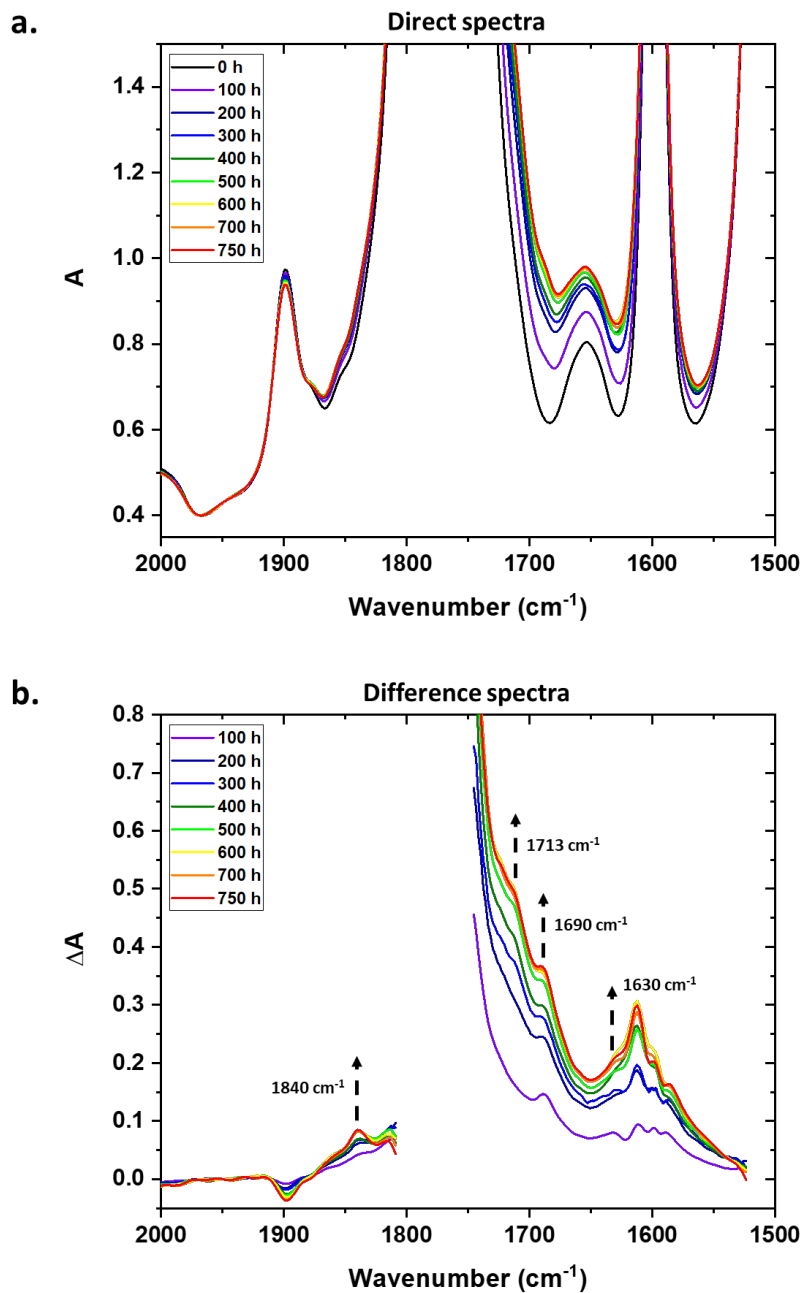 a.
Direct spectra
1.4
1.2
1.0
0.8
0.6
0.4
A
0 h
100 h
200 h
300 h
400 h
500 h
600 h
700 h
750 h
2000
1900
1800
1700
1600
1500
Wavenumber (cm⁻¹)
b.
Difference spectra
0.8
0.7
0.6
0.5
0.4
0.3
0.2
0.1
0.0
ΔA
100 h
200 h
300 h
400 h
500 h
600 h
700 h
750 h
1713 cm⁻¹
1690 cm⁻¹
1630 cm⁻¹
1840 cm⁻¹
2000
1900
1800
1700
1600
1500
Wavenumber (cm⁻¹)